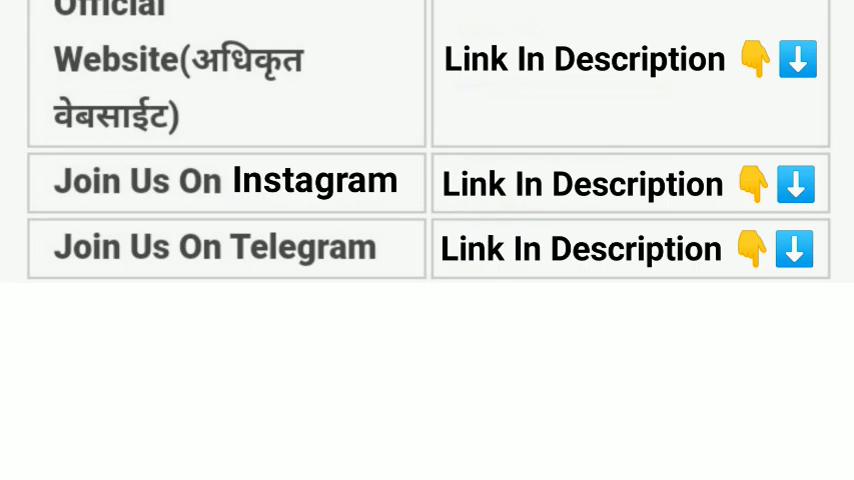 Official
Website(अधिकृत
वेबसाईट)
Link In Description 👇⬇️
Join Us On Instagram
Link In Description 👇⬇️
Join Us On Telegram
Link In Description 👇⬇️